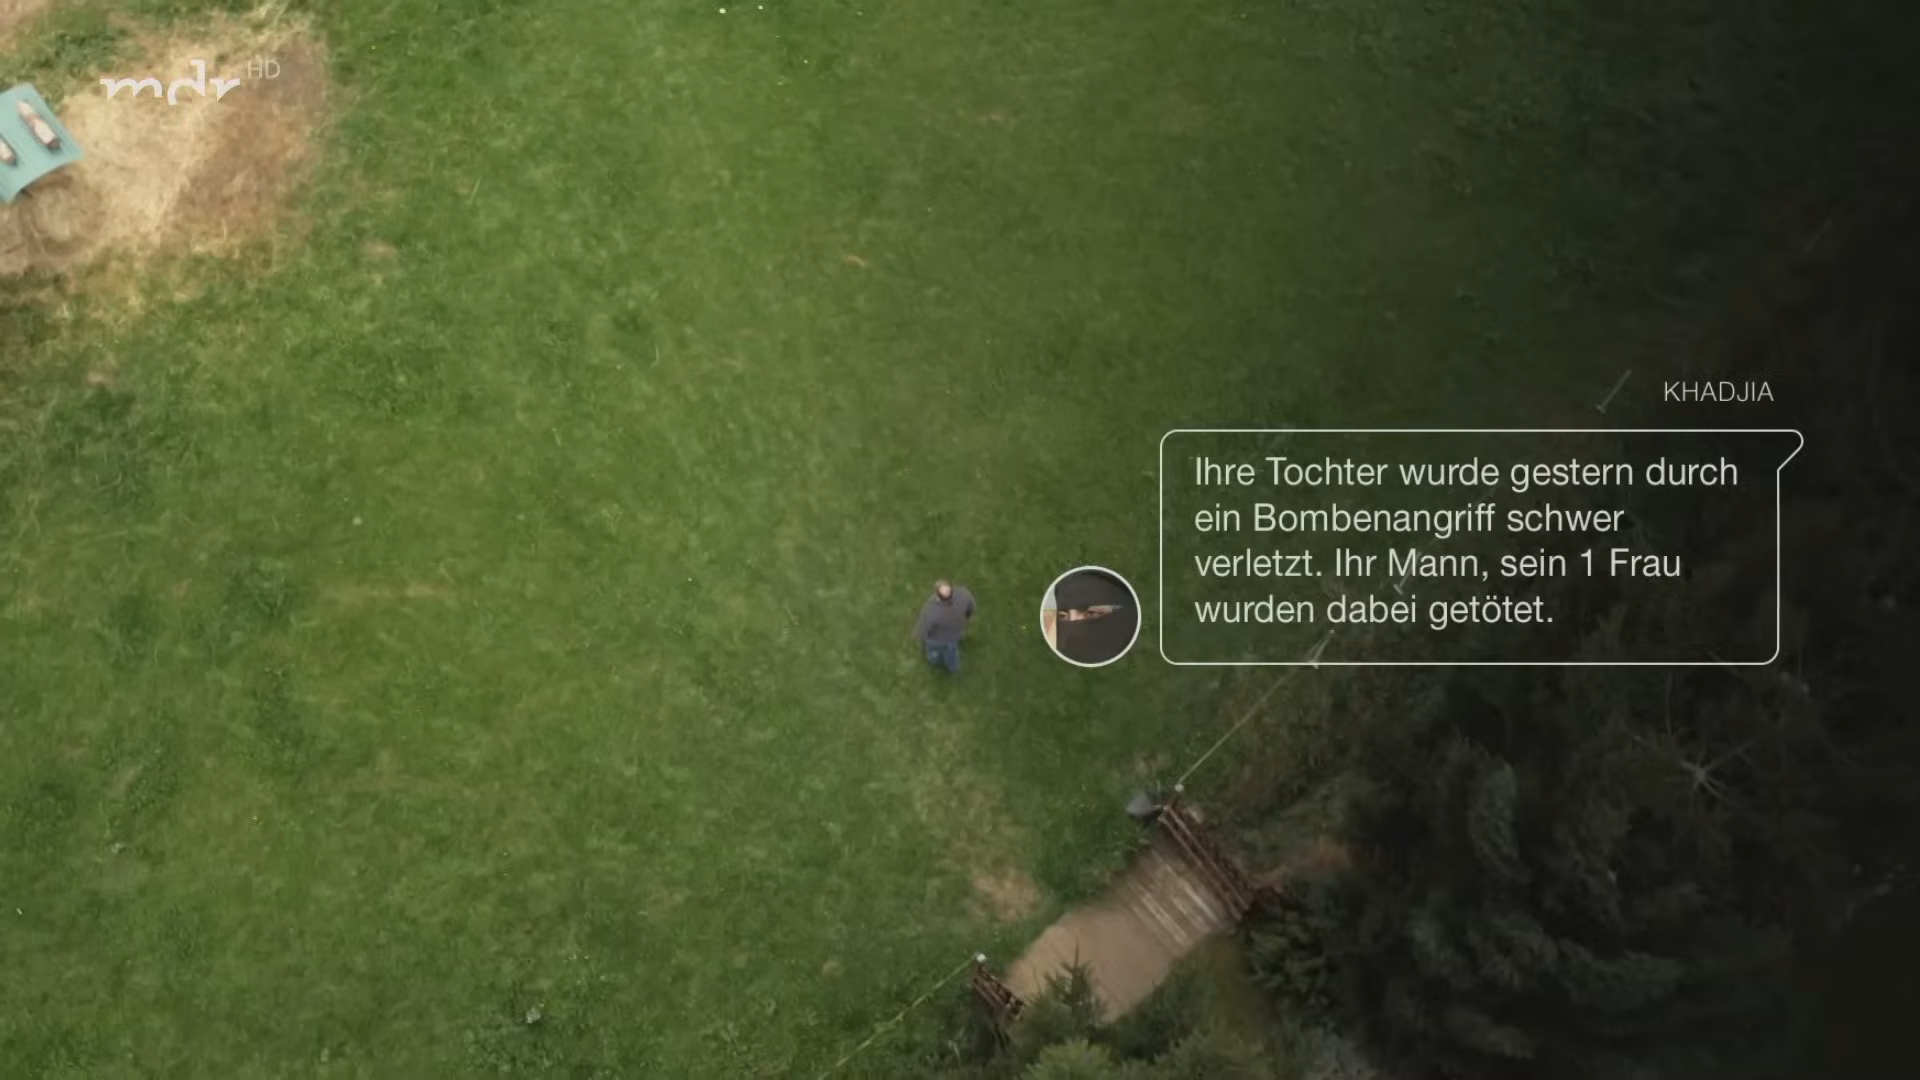 mdr HD
KHADJIA
Ihre Tochter wurde gestern durch
ein Bombenangriff schwer
verletzt. Ihr Mann, sein 1 Frau
wurden dabei getötet.